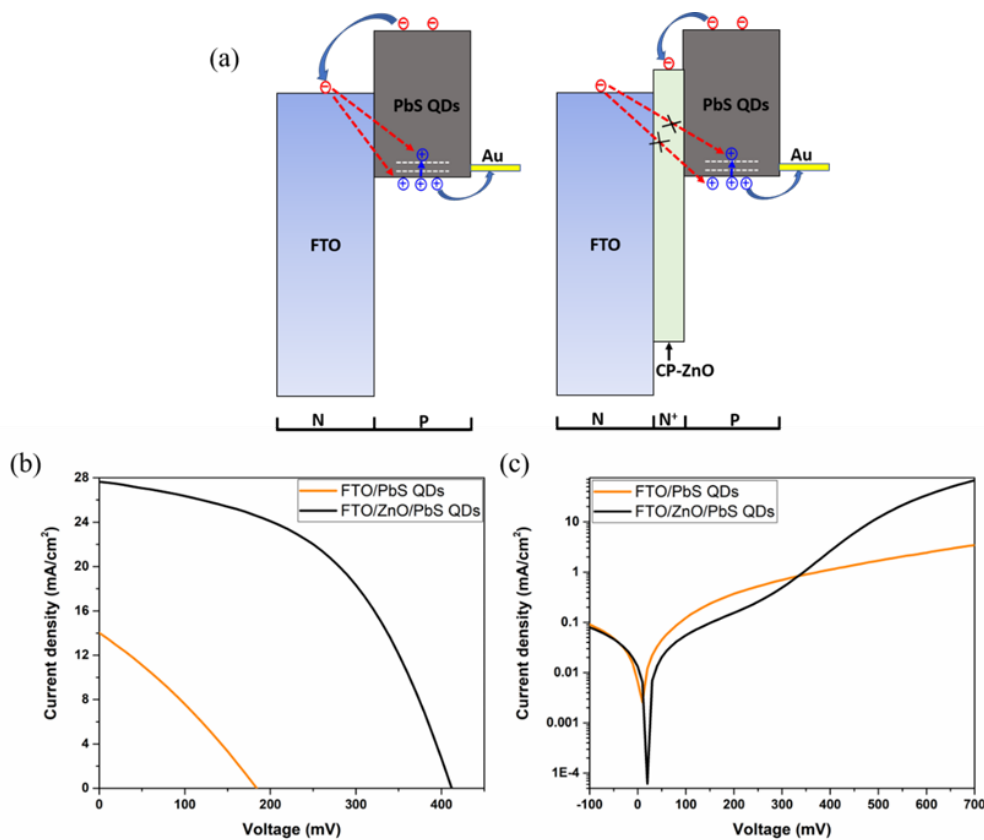 (a)
PbS QDs
Au
FTO
N
P
PbS QDs
Au
FTO
CP-ZnO
N
N⁺
P
(b)
FTO/PbS QDs
FTO/ZnO/PbS QDs
Current density (mA/cm²)
28
24
20
16
12
8
4
0
0
100
200
300
400
Voltage (mV)
(c)
FTO/PbS QDs
FTO/ZnO/PbS QDs
Current density (mA/cm²)
10
1
0.1
0.01
0.001
1E-4
-100
0
100
200
300
400
500
600
700
Voltage (mV)